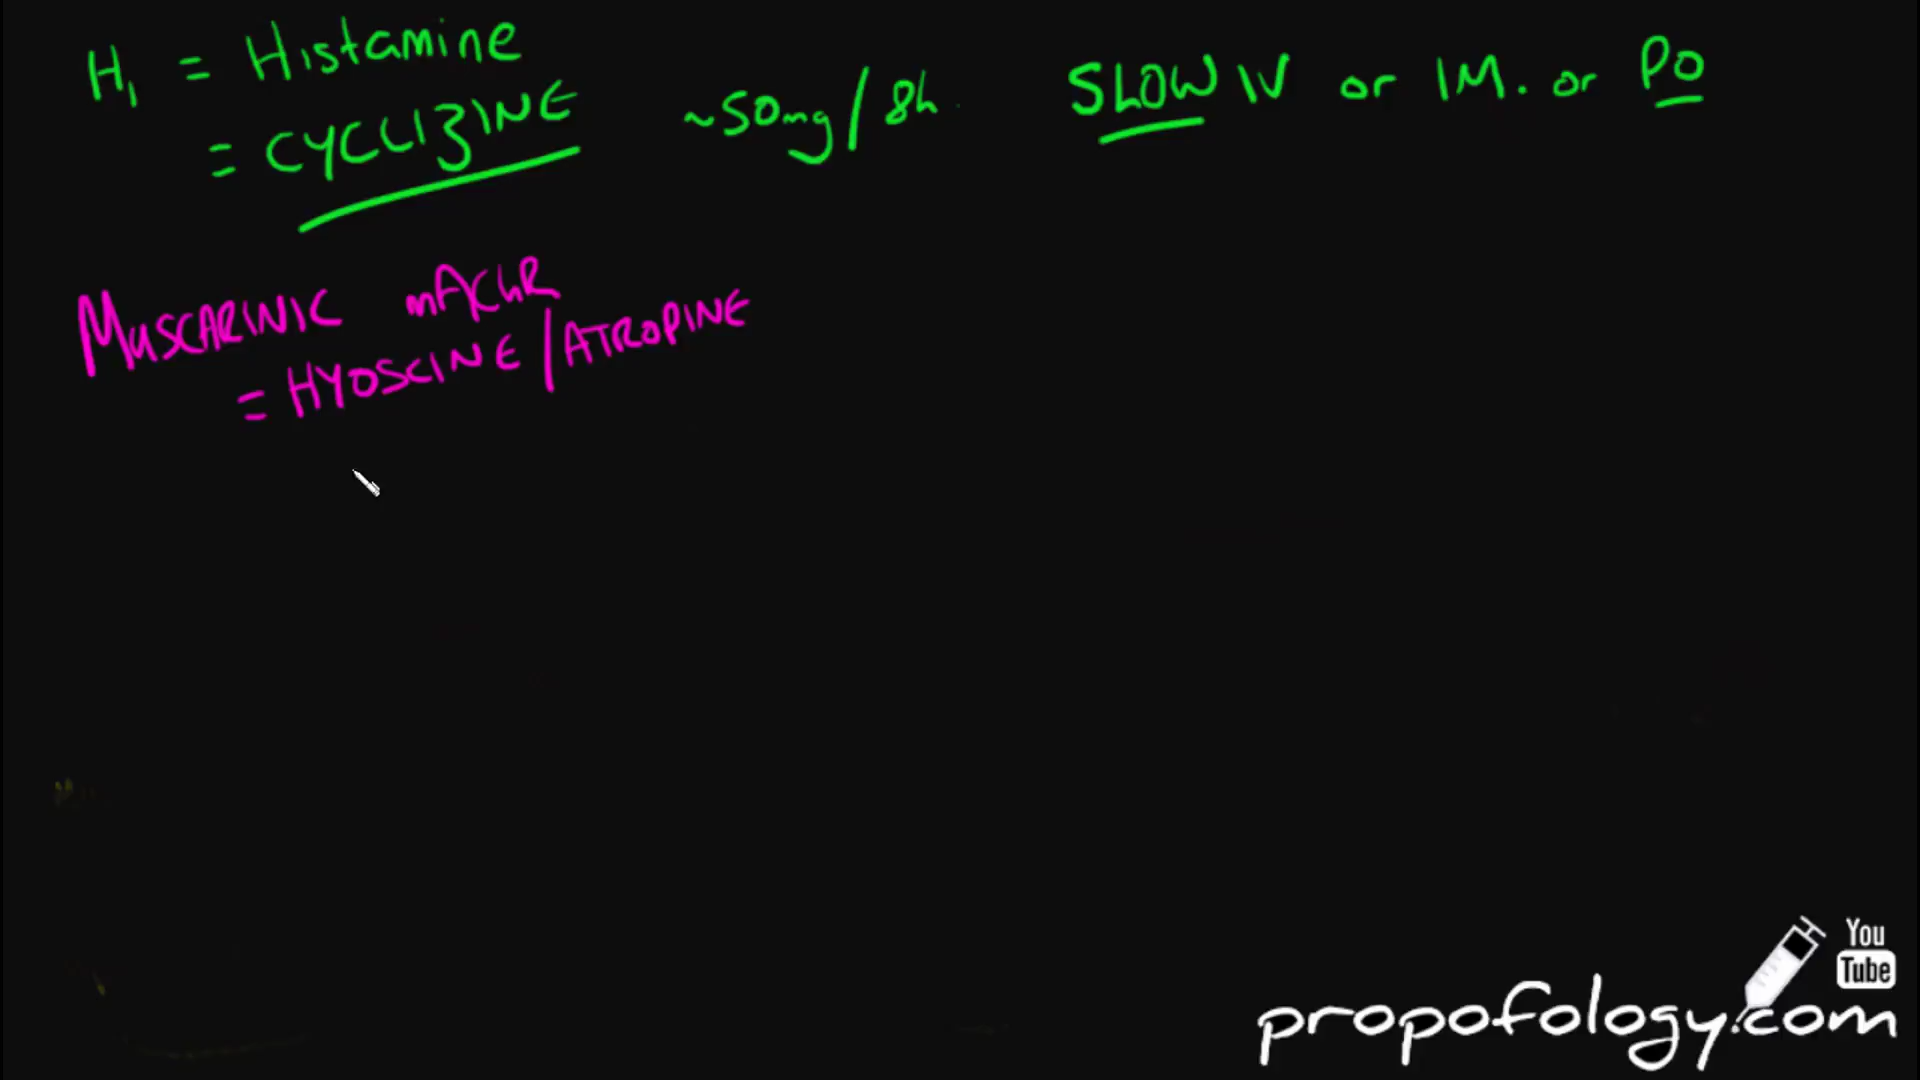 H1 = Histamine
= CYCLIZINE ~50mg/8h. SLOW IV or IM. or PO
MUSCARINIC mAChR
= HYOSCINE/ATROPINE
You
Tube
propofology.com